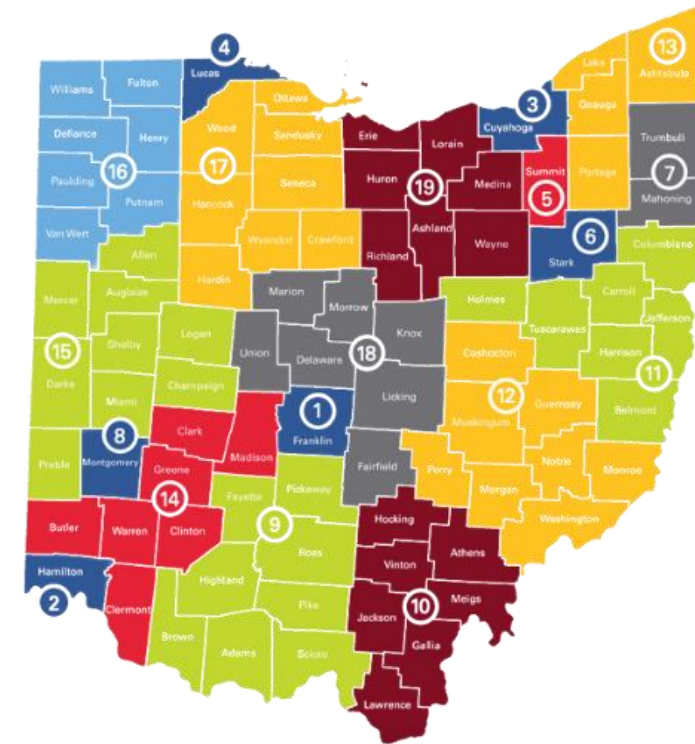 4
Lucas
Williams
Fulton
Defiance
Henry
16
Paulding
Putnam
Van Wert
Ottawa
Wood
Sandusky
17
Seneca
Hancock
Wyandot
Crawford
Hardin
Erie
Lorain
Huron
19
Medina
Ashland
Richland
Wayne
3
Cuyahoga
Lake
13
Ashtabula
Geauga
Trumbull
Summit
5
Portage
7
Mahoning
6
Stark
Columbiana
Allen
Mercer
Auglaize
Shelby
15
Logan
Darke
Champaign
Miami
Preble
8
Montgomery
Marion
Morrow
Union
Knox
Delaware
18
Licking
Fairfield
1
Franklin
Holmes
Carroll
Tuscarawas
Jefferson
Harrison
11
Belmont
Coshocton
12
Guernsey
Muskingum
Noble
Monroe
Perry
Morgan
Washington
Clark
Madison
Greene
14
Butler
Warren
Clinton
Clermont
Hamilton
2
Pickaway
Fayette
9
Ross
Highland
Pike
Brown
Adams
Scioto
Hocking
Athens
Vinton
Meigs
Jackson
10
Gallia
Lawrence